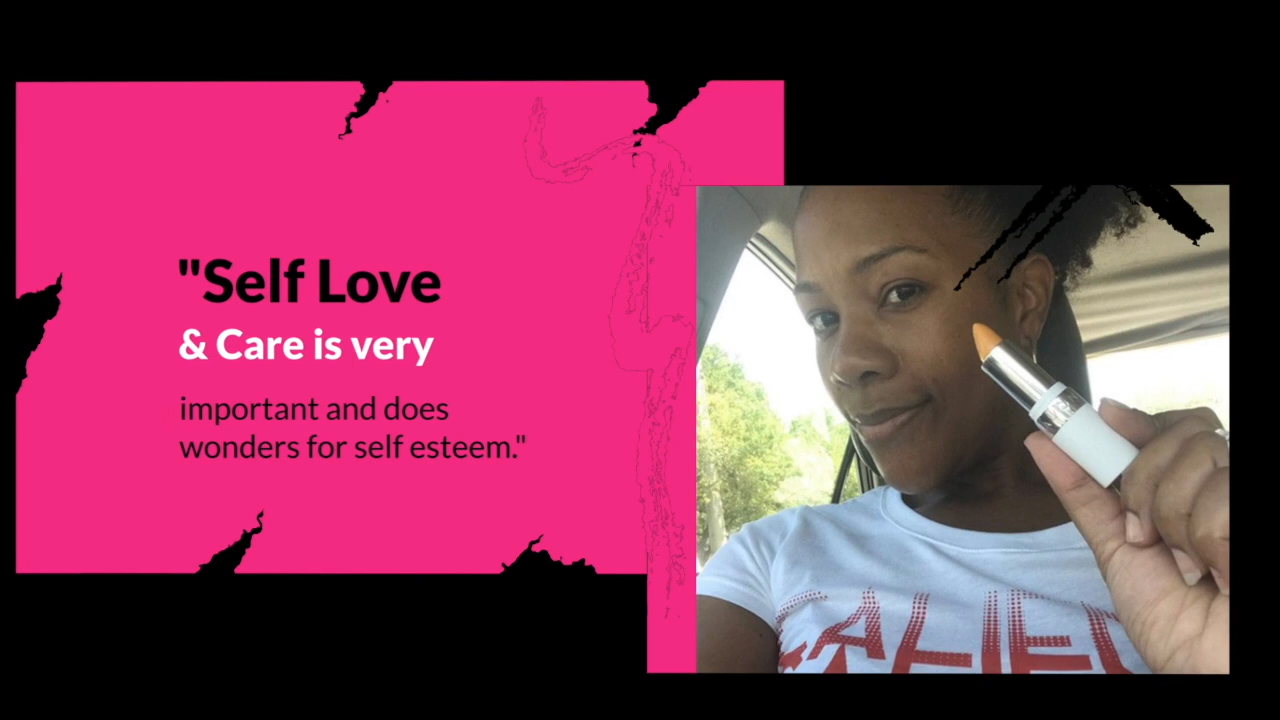 "Self Love
& Care is very
important and does
wonders for self esteem."